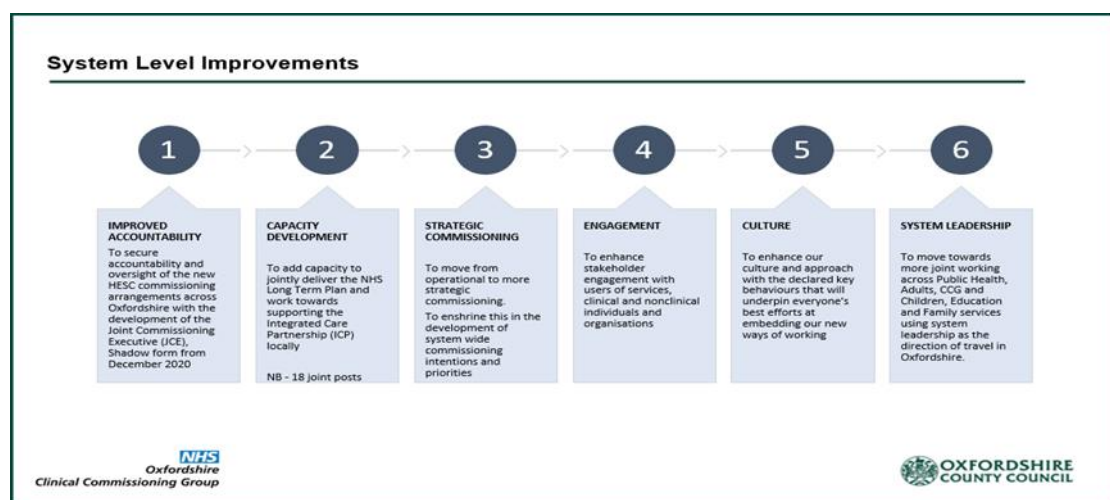 System Level Improvements
1
2
3
4
5
6
IMPROVED
ACCOUNTABILITY
To secure
accountability and
oversight of the new
HESC commissioning
arrangements across
Oxfordshire with the
development of the
Joint Commissioning
Executive (JCE),
Shadow form from
December 2020
CAPACITY
DEVELOPMENT
To add capacity to
jointly deliver the NHS
Long Term Plan and
work towards
supporting the
Integrated Care
Partnership (ICP)
locally
NB - 18 joint posts
STRATEGIC
COMMISSIONING
To move from
operational to more
strategic
commissioning.
To enshrine this in the
development of
system wide
commissioning
intentions and
priorities
ENGAGEMENT
To enhance
stakeholder
engagement with
users of services,
clinical and nonclinical
individuals and
organisations
CULTURE
To enhance our
culture and approach
with the declared key
behaviours that will
underpin everyone's
best efforts at
embedding our new
ways of working
SYSTEM LEADERSHIP
To move towards
more joint working
across Public Health,
Adults, CCG and
Children, Education
and Family services
using system
leadership as the
direction of travel in
Oxfordshire.
NHS
Oxfordshire
Clinical Commissioning Group
OXFORDSHIRE
COUNTY COUNCIL